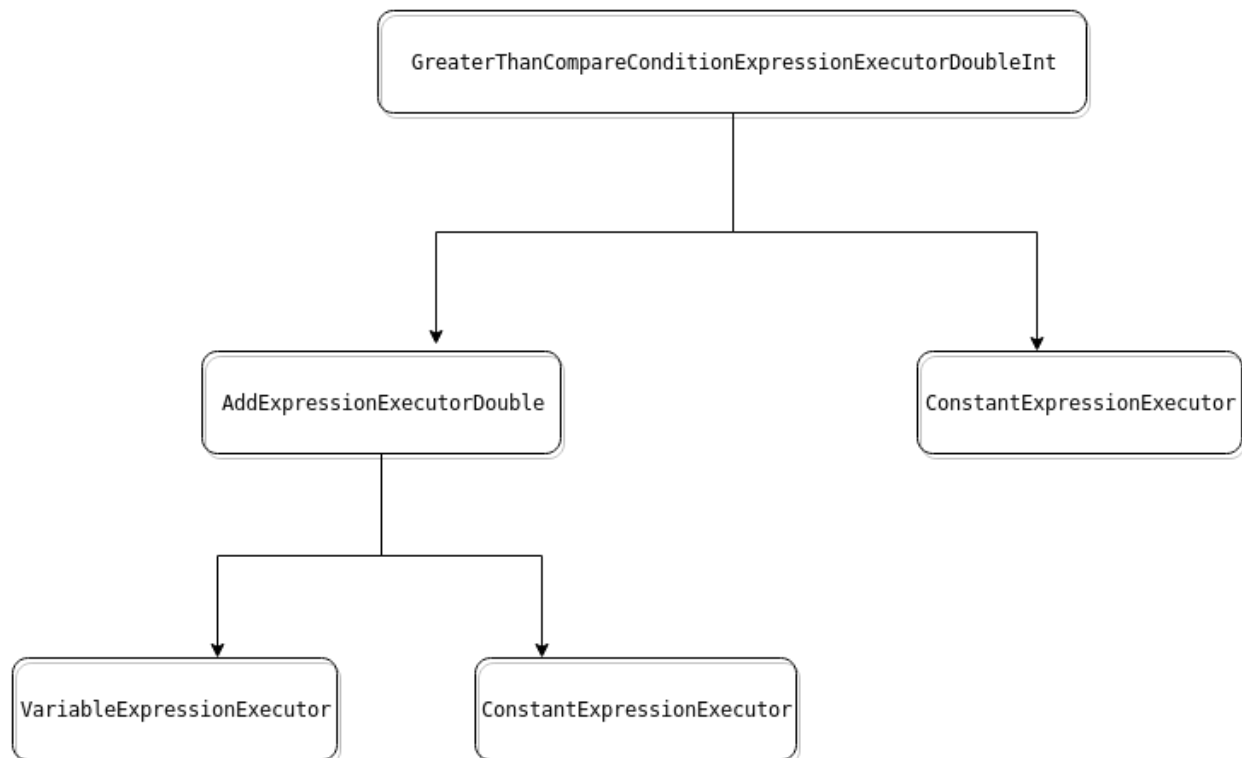 GreaterThanCompareConditionExpressionExecutorDoubleInt
AddExpressionExecutorDouble
ConstantExpressionExecutor
VariableExpressionExecutor
ConstantExpressionExecutor